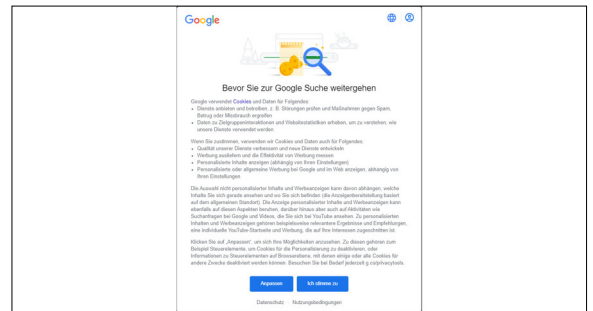 Google
Bevor Sie zur Google Suche weitergehen
Google verwendet Cookies und Daten für Folgendes:
• Dienste anbieten und betreiben, z. B. Störungen prüfen und Maßnahmen gegen Spam,
Betrug oder Missbrauch ergreifen
• Daten zu Zielgruppeninteraktionen und Websitestatistiken erheben, um zu verstehen, wie
unsere Dienste verwendet werden
Wenn Sie zustimmen, verwenden wir Cookies und Daten auch für Folgendes:
• Qualität unserer Dienste verbessern und neue Dienste entwickeln
• Werbung ausliefern und die Effektivität von Werbung messen
• Personalisierte Inhalte anzeigen (abhängig von Ihren Einstellungen)
• Personalisierte oder allgemeine Werbung bei Google und im Web anzeigen, abhängig von
Ihren Einstellungen
Die Auswahl nicht personalisierter Inhalte und Werbeanzeigen kann davon abhängen, welche
Inhalte Sie sich gerade ansehen und wo Sie sich befinden (die Anzeigenbereitstellung basiert
auf dem allgemeinen Standort). Die Anzeige personalisierter Inhalte und Werbeanzeigen kann
ebenfalls auf diesen Aspekten beruhen, darüber hinaus aber auch auf Aktivitäten wie
Suchanfragen bei Google und Videos, die Sie sich bei YouTube ansehen. Zu personalisierten
Inhalten und Werbeanzeigen gehören beispielsweise relevantere Ergebnisse und Empfehlungen,
eine individuelle YouTube-Startseite und Werbung, die auf Ihre Interessen zugeschnitten ist.
Klicken Sie auf „Anpassen“, um sich Ihre Möglichkeiten anzusehen. Zu diesen gehören zum
Beispiel Steuerelemente, um Cookies für die Personalisierung zu deaktivieren, oder
Informationen zu Steuerelementen auf Browserebene, mit denen einige oder alle Cookies für
andere Zwecke deaktiviert werden können. Besuchen Sie bei Bedarf jederzeit g.co/privacytools.
Anpassen Ich stimme zu
Datenschutz Nutzungsbedingungen